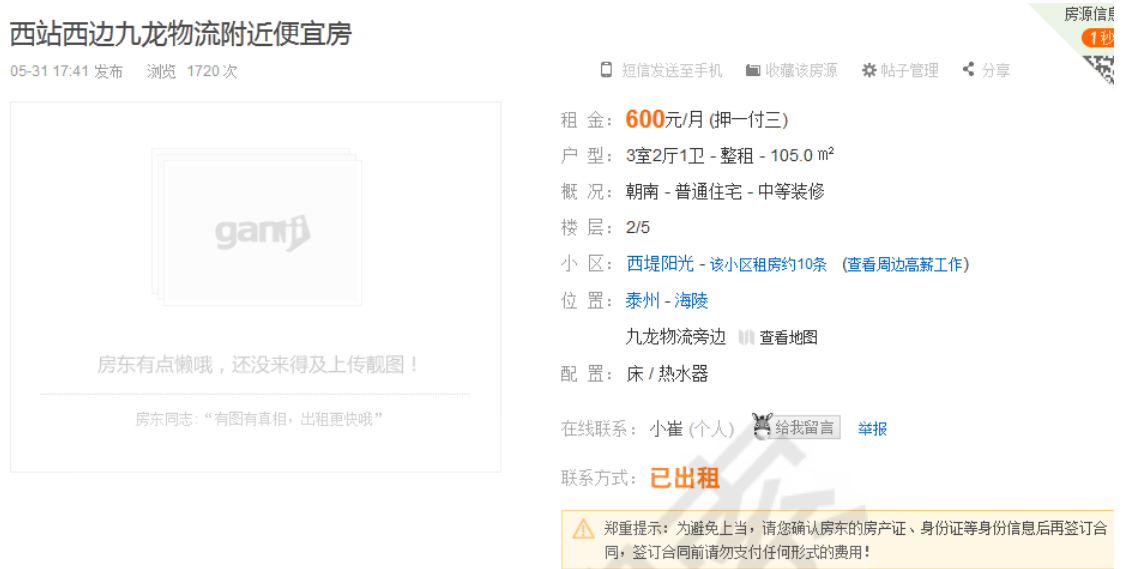 西站西边九龙物流附近便宜房
房源信息
1秒
05-31 17:41 发布 浏览 1720 次
短信发送至手机 收藏该房源 帖子管理 分享
租 金： 600元/月 (押一付三)
户 型： 3室2厅1卫 - 整租 - 105.0 ㎡
概 况： 朝南 - 普通住宅 - 中等装修
楼 层： 2/5
小 区： 西堤阳光 - 该小区租房约10条 (查看周边高薪工作)
位 置： 泰州 - 海陵
九龙物流旁边 查看地图
配 置： 床 / 热水器
ganji
房东有点懒哦，还没来得及上传靓图！
房东同志:“有图有真相，出租更快哦”
在线联系： 小崔 (个人) 给我留言 举报
联系方式： 已出租
郑重提示：为避免上当，请您确认房东的房产证、身份证等身份信息后再签订合
同，签订合同前请勿支付任何形式的费用！